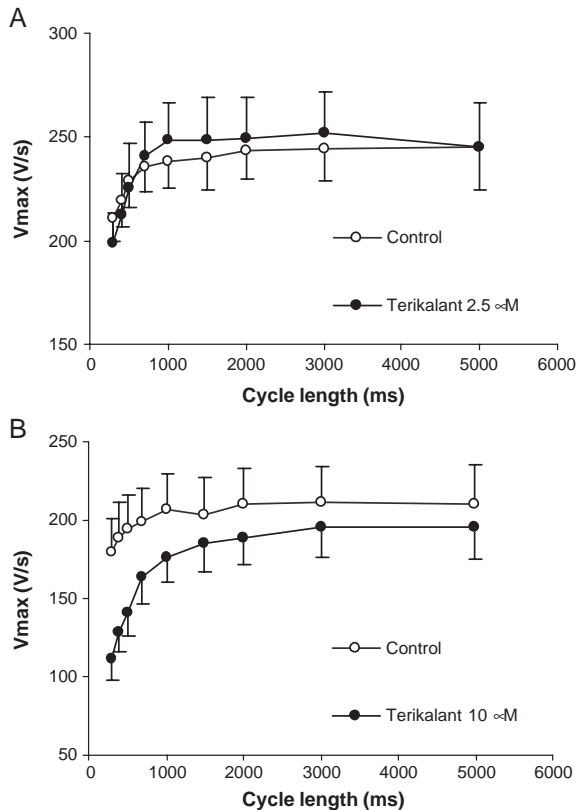 A
300
250
200
150
Vmax (V/s)
Control
Terikalant 2.5 ∝M
0 1000 2000 3000 4000 5000 6000
Cycle length (ms)
B
250
200
150
100
50
Vmax (V/s)
Control
Terikalant 10 ∝M
0 1000 2000 3000 4000 5000 6000
Cycle length (ms)